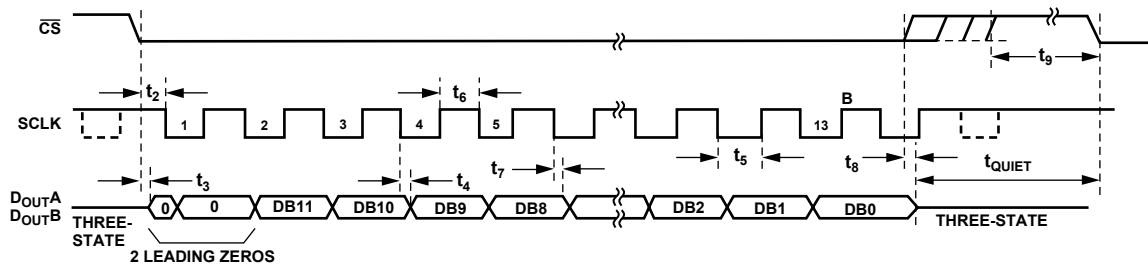 CS
t9
t2
t6
B
SCLK
1
2
3
4
5
13
t5
t8
tQUIET
t3
t4
t7
DOUTA
DOUTB
0
0
DB11
DB10
DB9
DB8
DB2
DB1
DB0
THREE-
STATE
THREE-STATE
2 LEADING ZEROS